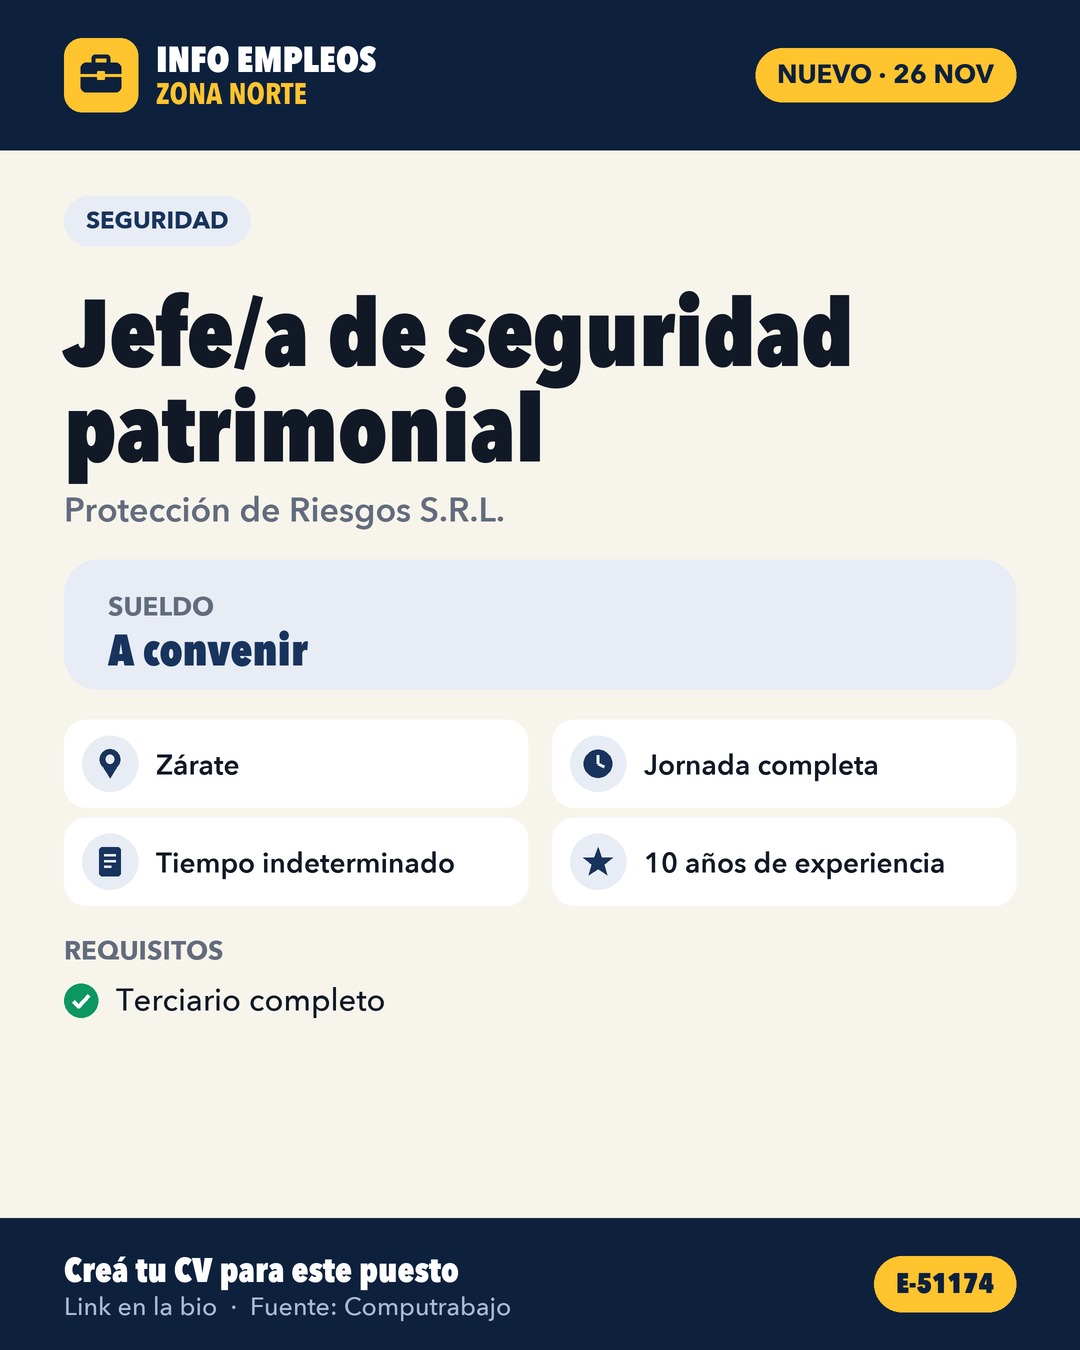 INFO EMPLEOS
ZONA NORTE
NUEVO · 26 NOV
SEGURIDAD
Jefe/a de seguridad
patrimonial
Protección de Riesgos S.R.L.
SUELDO
A convenir
Zárate
Jornada completa
Tiempo indeterminado
10 años de experiencia
REQUISITOS
Terciario completo
Creá tu CV para este puesto
Link en la bio · Fuente: Computrabajo
E-51174